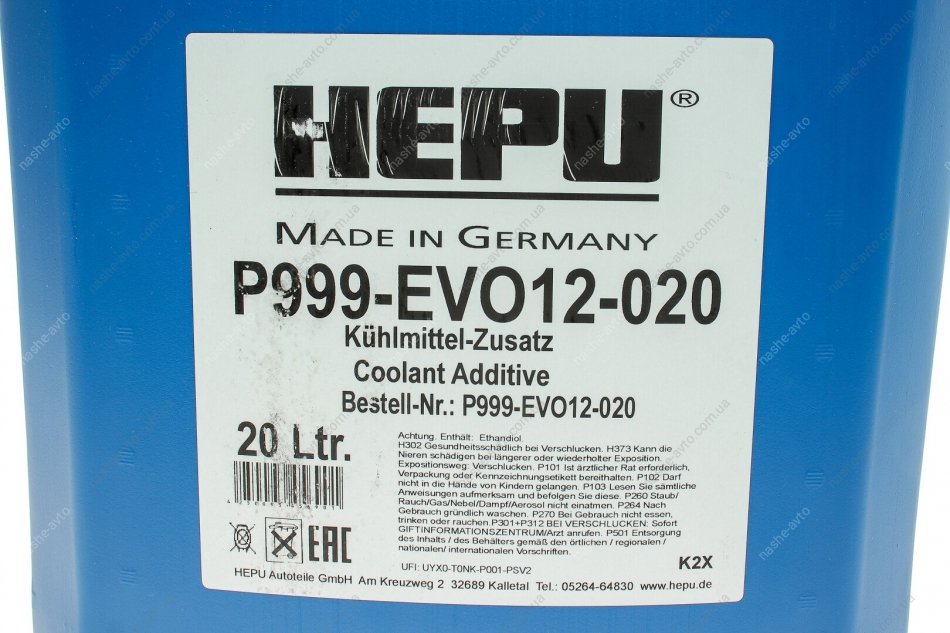 HEPU®
MADE IN GERMANY
P999-EVO12-020
Kühlmittel-Zusatz
Coolant Additive
Bestell-Nr.: P999-EVO12-020
20 Ltr.
Achtung. Enthält: Ethandiol.
H302 Gesundheitsschädlich bei Verschlucken. H373 Kann die
Nieren schädigen bei längerer oder wiederholter Exposition.
Expositionsweg: Verschlucken. P101 Ist ärztlicher Rat erforderlich,
Verpackung oder Kennzeichnungsetikett bereithalten. P102 Darf
nicht in die Hände von Kindern gelangen. P103 Lesen Sie sämtliche
Anweisungen aufmerksam und befolgen Sie diese. P260 Staub/
Rauch/Gas/Nebel/Dampf/Aerosol nicht einatmen. P264 Nach
Gebrauch gründlich waschen. P270 Bei Gebrauch nicht essen,
trinken oder rauchen.P301+P312 BEI VERSCHLUCKEN: Sofort
GIFTINFORMATIONSZENTRUM/Arzt anrufen. P501 Entsorgung
des Inhalts / des Behälters gemäß den örtlichen / regionalen /
nationalen/ internationalen Vorschriften.
EAC
K2X
UFI: UYX0-T0NK-P001-PSV2
HEPU Autoteile GmbH Am Kreuzweg 2 32689 Kalletal Tel.: 05264-64830 www.hepu.de
nashe-avto.com.ua